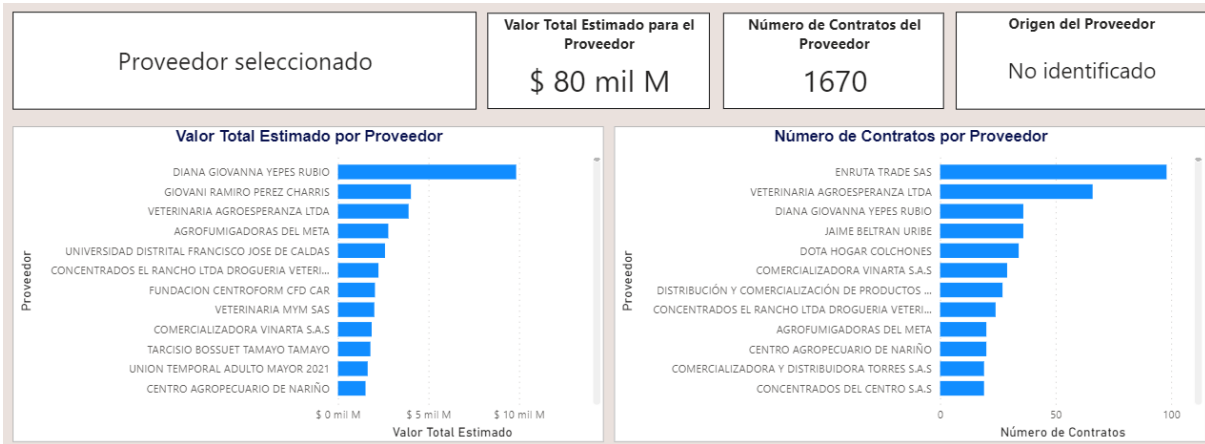 Proveedor seleccionado
Valor Total Estimado para el
Proveedor
$ 80 mil M
Número de Contratos del
Proveedor
1670
Origen del Proveedor
No identificado
Valor Total Estimado por Proveedor
Proveedor
DIANA GIOVANNA YEPES RUBIO
GIOVANI RAMIRO PEREZ CHARRIS
VETERINARIA AGROESPERANZA LTDA
AGROFUMIGADORAS DEL META
UNIVERSIDAD DISTRITAL FRANCISCO JOSE DE CALDAS
CONCENTRADOS EL RANCHO LTDA DROGUERIA VETERI...
FUNDACION CENTROFORM CFD CAR
VETERINARIA MYM SAS
COMERCIALIZADORA VINARTA S.A.S
TARCISIO BOSSUET TAMAYO TAMAYO
UNION TEMPORAL ADULTO MAYOR 2021
CENTRO AGROPECUARIO DE NARIÑO
$ 0 mil M $ 5 mil M $ 10 mil M
Valor Total Estimado
Número de Contratos por Proveedor
Proveedor
ENRUTA TRADE SAS
VETERINARIA AGROESPERANZA LTDA
DIANA GIOVANNA YEPES RUBIO
JAIME BELTRAN URIBE
DOTA HOGAR COLCHONES
COMERCIALIZADORA VINARTA S.A.S
DISTRIBUCIÓN Y COMERCIALIZACIÓN DE PRODUCTOS ...
CONCENTRADOS EL RANCHO LTDA DROGUERIA VETERI...
AGROFUMIGADORAS DEL META
CENTRO AGROPECUARIO DE NARIÑO
COMERCIALIZADORA Y DISTRIBUIDORA TORRES S.A.S
CONCENTRADOS DEL CENTRO S.A.S
0 50 100
Número de Contratos